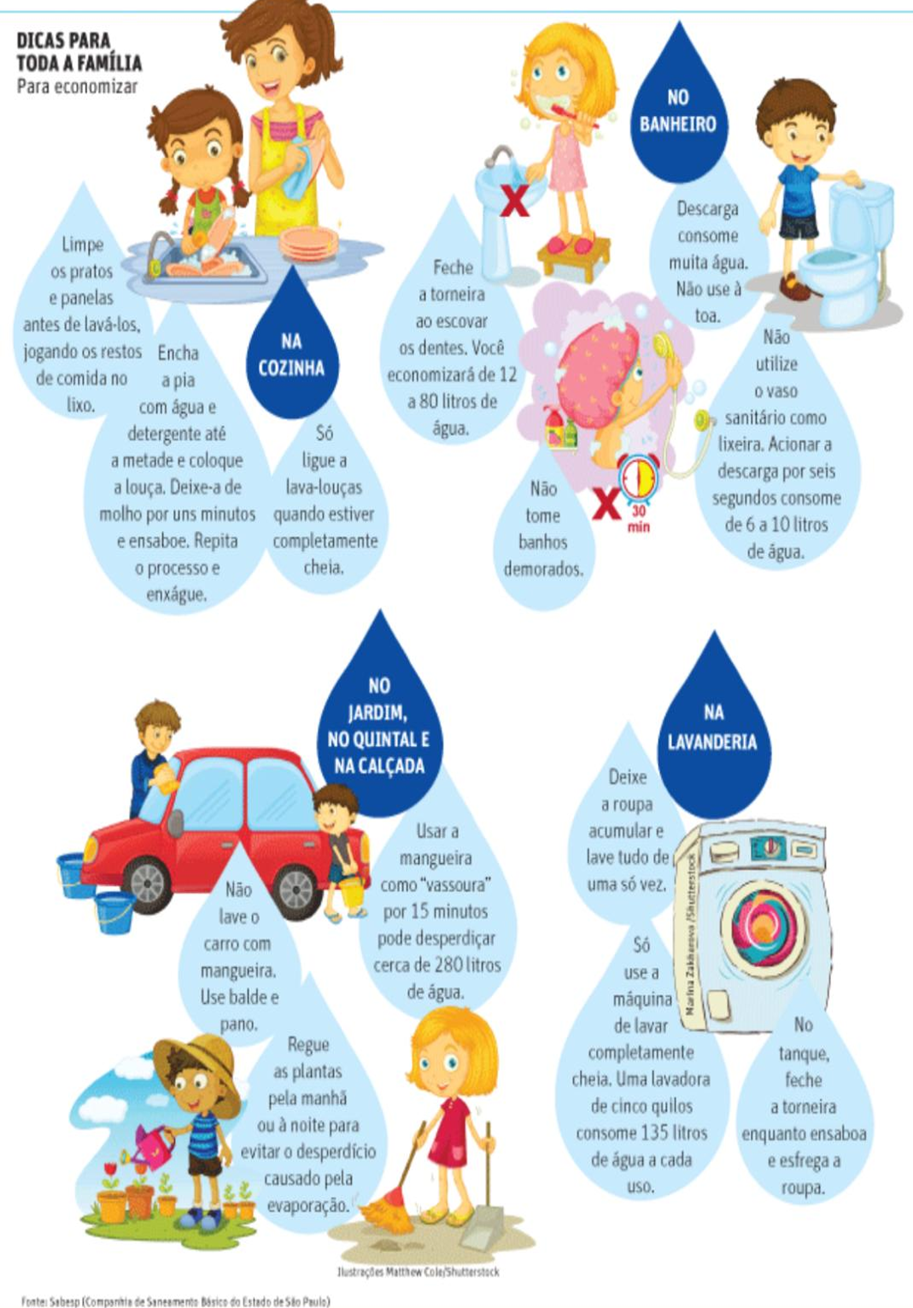 DICAS PARA
TODA A FAMÍLIA
Para economizar
Limpe
os pratos
e panelas
antes de lavá-los,
jogando os restos
de comida no
lixo.
Encha
a pia
com água e
detergente até
a metade e coloque
a louça. Deixe-a de
molho por uns minutos
e ensaboe. Repita
o processo e
enxágue.
NA
COZINHA
Só
ligue a
lava-louças
quando estiver
completamente
cheia.
Feche
a torneira
ao escovar
os dentes. Você
economizará de 12
a 80 litros de
água.
X
NO
BANHEIRO
Descarga
consome
muita água.
Não use à
toa.
Não
utilize
o vaso
sanitário como
lixeira. Acionar a
descarga por seis
segundos consome
de 6 a 10 litros
de água.
Não
tome
banhos
demorados.
X
30
min
NO
JARDIM,
NO QUINTAL E
NA CALÇADA
Usar a
mangueira
como “vassoura”
por 15 minutos
pode desperdiçar
cerca de 280 litros
de água.
Não
lave o
carro com
mangueira.
Use balde e
pano.
Regue
as plantas
pela manhã
ou à noite para
evitar o desperdício
causado pela
evaporação.
NA
LAVANDERIA
Deixe
a roupa
acumular e
lave tudo de
uma só vez.
Só
use a
máquina
de lavar
completamente
cheia. Uma lavadora
de cinco quilos
consome 135 litros
de água a cada
uso.
No
tanque,
feche
a torneira
enquanto ensaboa
e esfrega a
roupa.
Marina Zakharova /Shutterstock
Ilustrações Matthew Cole/Shutterstock
Fonte: Sabesp (Companhia de Saneamento Básico do Estado de São Paulo)